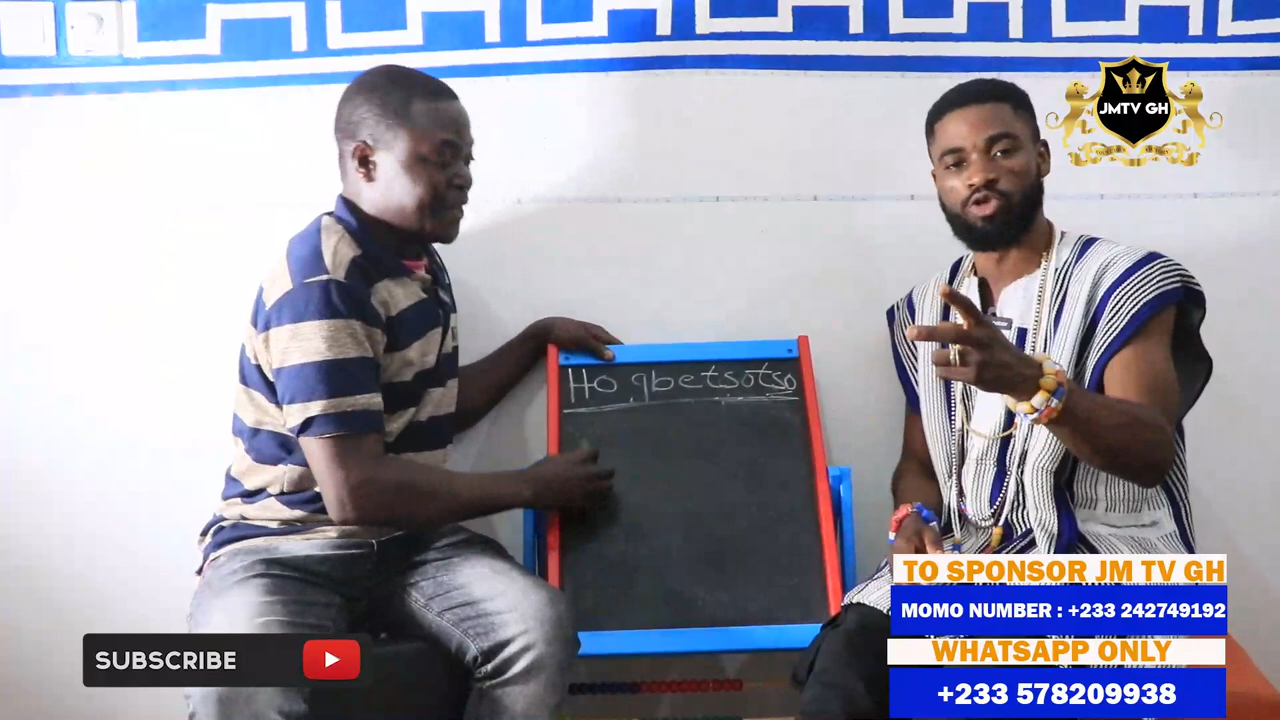 JMTV GH
Ho gbetsotso
TO SPONSOR JM TV GH
MOMO NUMBER : +233 242749192
WHATSAPP ONLY
+233 578209938
SUBSCRIBE